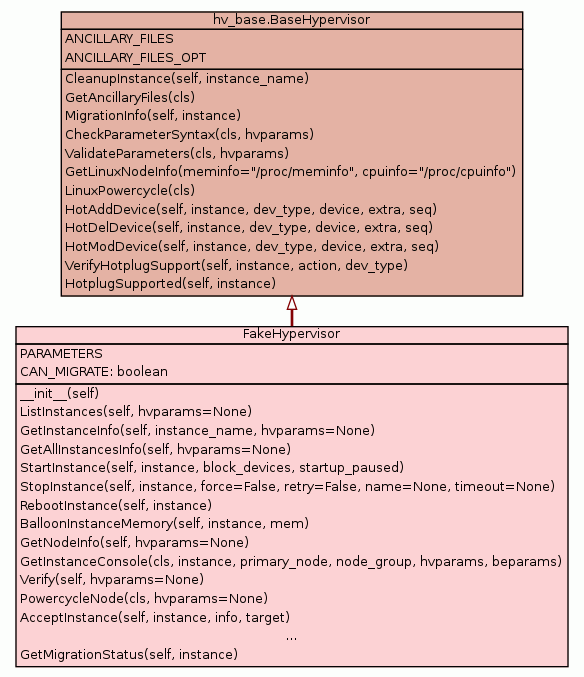 hv_base.BaseHypervisor
ANCILLARY_FILES
ANCILLARY_FILES_OPT
CleanupInstance(self, instance_name)
GetAncillaryFiles(cls)
MigrationInfo(self, instance)
CheckParameterSyntax(cls, hvparams)
ValidateParameters(cls, hvparams)
GetLinuxNodeInfo(meminfo="/proc/meminfo", cpuinfo="/proc/cpuinfo")
LinuxPowercycle(cls)
HotAddDevice(self, instance, dev_type, device, extra, seq)
HotDelDevice(self, instance, dev_type, device, extra, seq)
HotModDevice(self, instance, dev_type, device, extra, seq)
VerifyHotplugSupport(self, instance, action, dev_type)
HotplugSupported(self, instance)
FakeHypervisor
PARAMETERS
CAN_MIGRATE: boolean
__init__(self)
ListInstances(self, hvparams=None)
GetInstanceInfo(self, instance_name, hvparams=None)
GetAllInstancesInfo(self, hvparams=None)
StartInstance(self, instance, block_devices, startup_paused)
StopInstance(self, instance, force=False, retry=False, name=None, timeout=None)
RebootInstance(self, instance)
BalloonInstanceMemory(self, instance, mem)
GetNodeInfo(self, hvparams=None)
GetInstanceConsole(cls, instance, primary_node, node_group, hvparams, beparams)
Verify(self, hvparams=None)
PowercycleNode(cls, hvparams=None)
AcceptInstance(self, instance, info, target)
...
GetMigrationStatus(self, instance)